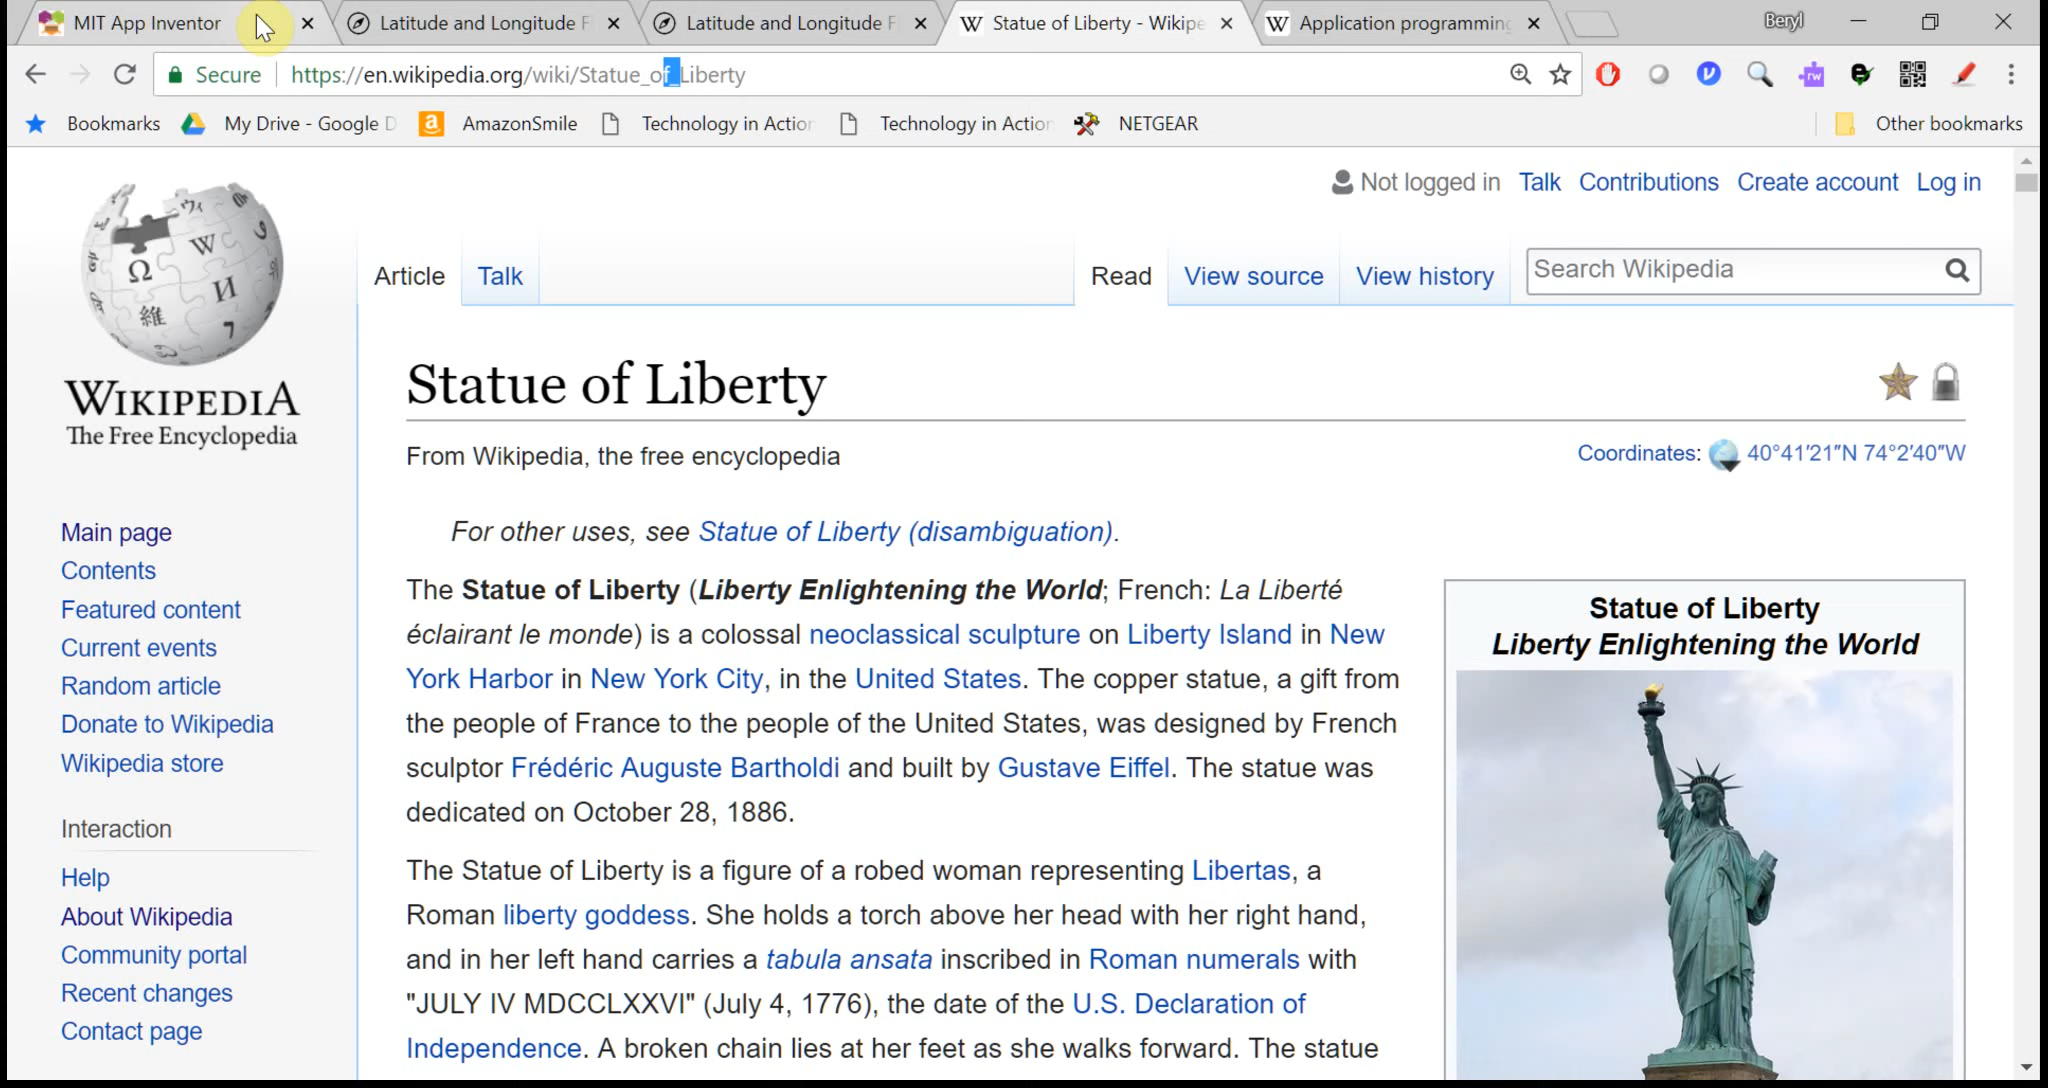 MIT App Inventor
Latitude and Longitude F
Latitude and Longitude F
Statue of Liberty - Wikipe
Application programming
Beryl
Secure
https://en.wikipedia.org/wiki/Statue_of_Liberty
Bookmarks
My Drive - Google D
AmazonSmile
Technology in Action
Technology in Action
NETGEAR
Other bookmarks
Not logged in Talk Contributions Create account Log in
Article Talk
Read View source View history
Search Wikipedia
WIKIPEDIA
The Free Encyclopedia
Main page
Contents
Featured content
Current events
Random article
Donate to Wikipedia
Wikipedia store
Interaction
Help
About Wikipedia
Community portal
Recent changes
Contact page
Statue of Liberty
From Wikipedia, the free encyclopedia
Coordinates: 40°41′21″N 74°2′40″W
For other uses, see Statue of Liberty (disambiguation).
The Statue of Liberty (Liberty Enlightening the World; French: La Liberté
éclairant le monde) is a colossal neoclassical sculpture on Liberty Island in New
York Harbor in New York City, in the United States. The copper statue, a gift from
the people of France to the people of the United States, was designed by French
sculptor Frédéric Auguste Bartholdi and built by Gustave Eiffel. The statue was
dedicated on October 28, 1886.
The Statue of Liberty is a figure of a robed woman representing Libertas, a
Roman liberty goddess. She holds a torch above her head with her right hand,
and in her left hand carries a tabula ansata inscribed in Roman numerals with
"JULY IV MDCCLXXVI" (July 4, 1776), the date of the U.S. Declaration of
Independence. A broken chain lies at her feet as she walks forward. The statue
Statue of Liberty
Liberty Enlightening the World